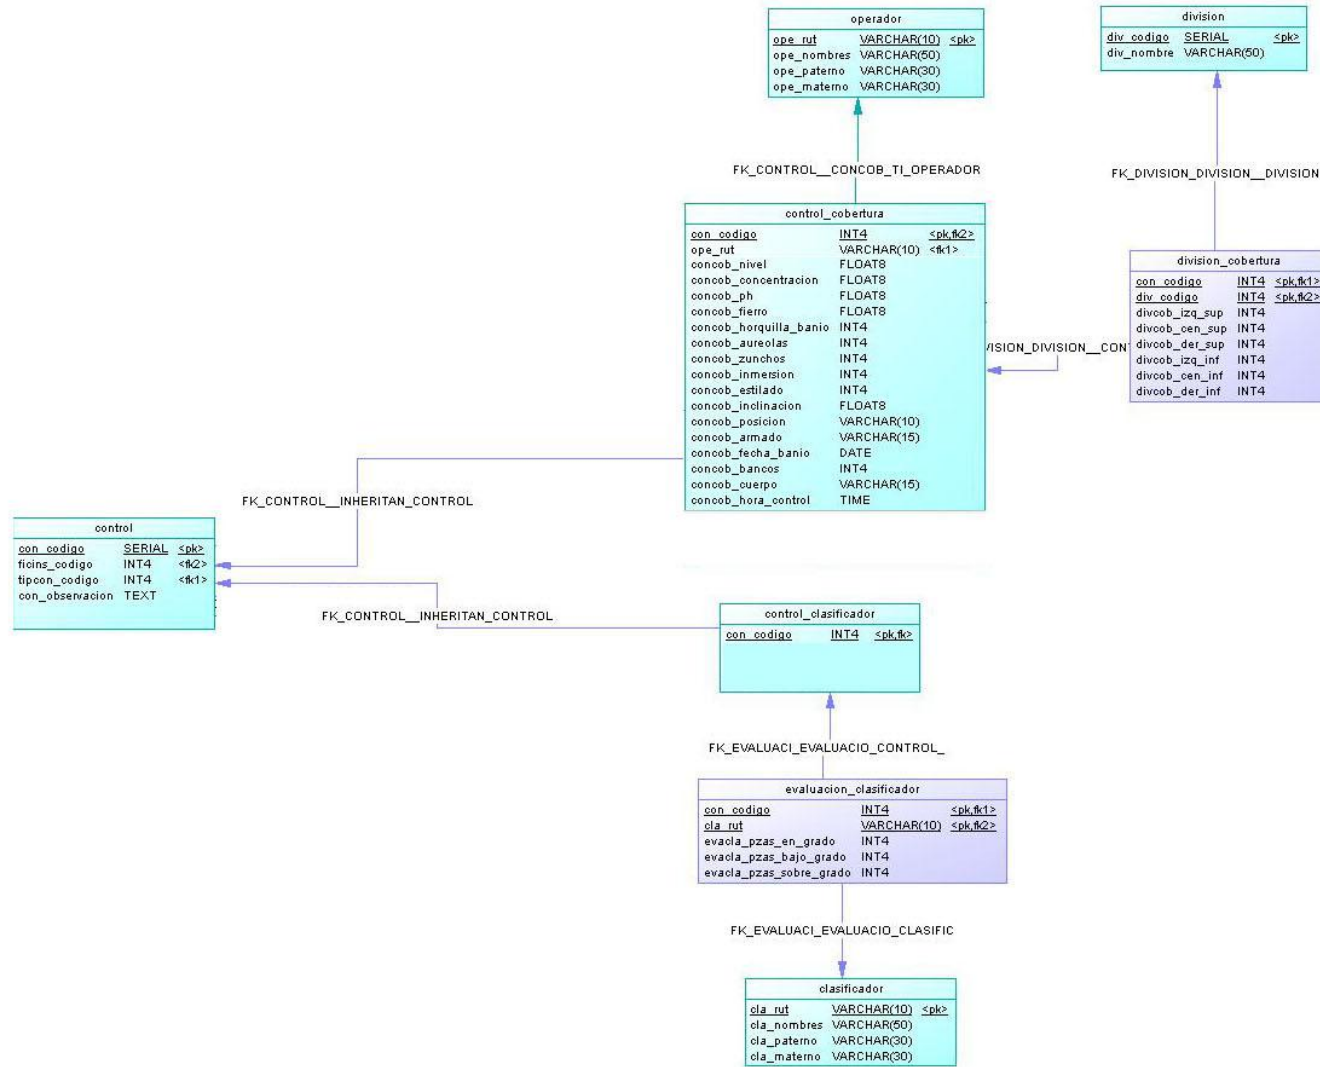 operador
ope_rut VARCHAR(10) <pk>
ope_nombres VARCHAR(50)
ope_paterno VARCHAR(30)
ope_materno VARCHAR(30)
division
div_codigo SERIAL <pk>
div_nombre VARCHAR(50)
FK_CONTROL__CONCOB_TI_OPERADOR
FK_DIVISION_DIVISION__DIVISION
control_cobertura
con_codigo INT4 <pk,fk2>
ope_rut VARCHAR(10) <fk1>
concob_nivel FLOAT8
concob_concentracion FLOAT8
concob_ph FLOAT8
concob_fierro FLOAT8
concob_horquilla_banio INT4
concob_aureolas INT4
concob_zunchos INT4
concob_inmersion INT4
concob_estilado INT4
concob_inclinacion FLOAT8
concob_posicion VARCHAR(10)
concob_armado VARCHAR(15)
concob_fecha_banio DATE
concob_bancos INT4
concob_cuerpo VARCHAR(15)
concob_hora_control TIME
division_cobertura
con_codigo INT4 <pk,fk1>
div_codigo INT4 <pk,fk2>
divcob_izq_sup INT4
divcob_cen_sup INT4
divcob_der_sup INT4
divcob_izq_inf INT4
divcob_cen_inf INT4
divcob_der_inf INT4
VISION_DIVISION__CON
FK_CONTROL__INHERITAN_CONTROL
control
con_codigo SERIAL <pk>
ficins_codigo INT4 <fk2>
tipcon_codigo INT4 <fk1>
con_observacion TEXT
FK_CONTROL__INHERITAN_CONTROL
control_clasificador
con_codigo INT4 <pk,fk>
FK_EVALUACI_EVALUACIO_CONTROL_
evaluacion_clasificador
con_codigo INT4 <pk,fk1>
cla_rut VARCHAR(10) <pk,fk2>
evacla_pzas_en_grado INT4
evacla_pzas_bajo_grado INT4
evacla_pzas_sobre_grado INT4
FK_EVALUACI_EVALUACIO_CLASIFIC
clasificador
cla_rut VARCHAR(10) <pk>
cla_nombres VARCHAR(50)
cla_paterno VARCHAR(30)
cla_materno VARCHAR(30)